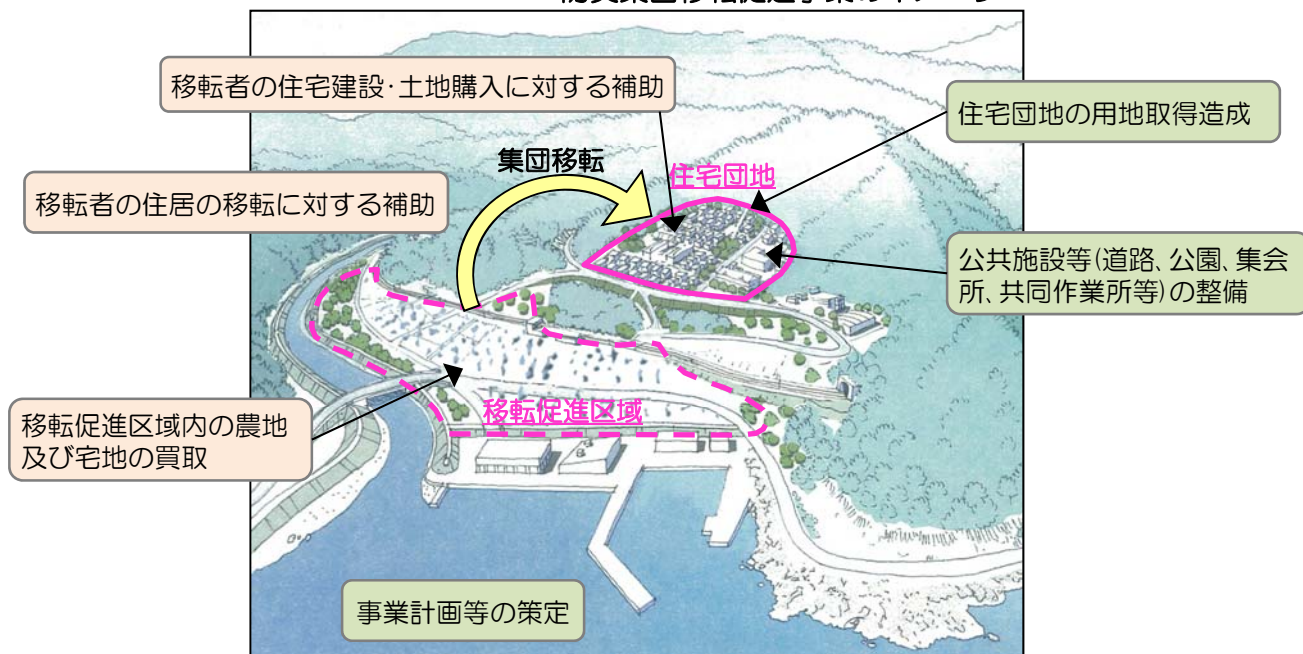 移転者の住宅建設･土地購入に対する補助
住宅団地の用地取得造成
集団移転
住宅団地
移転者の住居の移転に対する補助
公共施設等(道路､公園､集会
所､共同作業所等)の整備
移転促進区域
移転促進区域内の農地
及び宅地の買取
事業計画等の策定